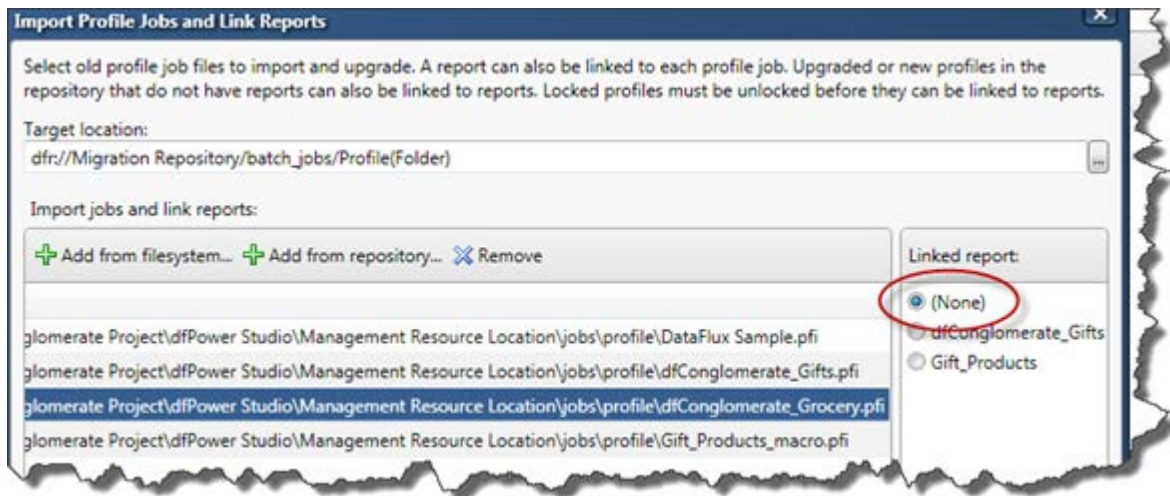 Import Profile Jobs and Link Reports
Select old profile job files to import and upgrade. A report can also be linked to each profile job. Upgraded or new profiles in the
repository that do not have reports can also be linked to reports. Locked profiles must be unlocked before they can be linked to reports.
Target location:
dfr://Migration Repository/batch_jobs/Profile(Folder)
...
Import jobs and link reports:
Add from filesystem... Add from repository... Remove
Linked report:
(None)
glomerate Project\dfPower Studio\Management Resource Location\jobs\profile\DataFlux Sample.pfi
dfConglomerate_Gifts
glomerate Project\dfPower Studio\Management Resource Location\jobs\profile\dfConglomerate_Gifts.pfi
Gift_Products
glomerate Project\dfPower Studio\Management Resource Location\jobs\profile\dfConglomerate_Grocery.pfi
glomerate Project\dfPower Studio\Management Resource Location\jobs\profile\Gift_Products_macro.pfi